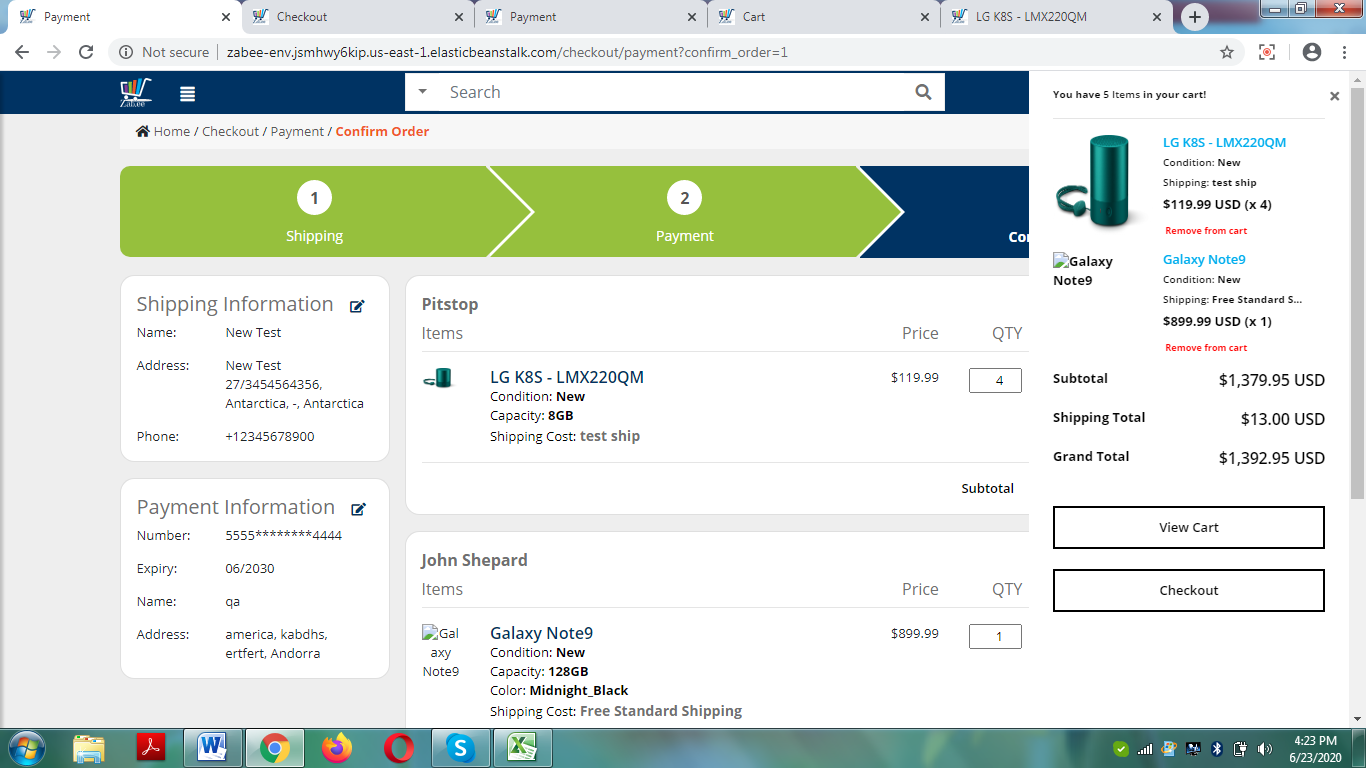 Payment
Checkout
Payment
Cart
LG K8S - LMX220QM
Not secure
zabee-env.jsmhwy6kip.us-east-1.elasticbeanstalk.com/checkout/payment?confirm_order=1
Zab.ee
Search
Home / Checkout / Payment / Confirm Order
1
Shipping
2
Payment
Cor
Shipping Information
Name: New Test
Address: New Test
27/3454564356,
Antarctica, -, Antarctica
Phone: +12345678900
Payment Information
Number: 5555********4444
Expiry: 06/2030
Name: qa
Address: america, kabdhs,
ertfert, Andorra
Pitstop
Items Price QTY
LG K8S - LMX220QM $119.99 4
Condition: New
Capacity: 8GB
Shipping Cost: test ship
Subtotal
John Shepard
Items Price QTY
Gal
axy
Note9
Galaxy Note9 $899.99 1
Condition: New
Capacity: 128GB
Color: Midnight_Black
Shipping Cost: Free Standard Shipping
You have 5 Items in your cart!
LG K8S - LMX220QM
Condition: New
Shipping: test ship
$119.99 USD (x 4)
Remove from cart
Galaxy
Note9
Galaxy Note9
Condition: New
Shipping: Free Standard S...
$899.99 USD (x 1)
Remove from cart
Subtotal $1,379.95 USD
Shipping Total $13.00 USD
Grand Total $1,392.95 USD
View Cart
Checkout
4:23 PM
6/23/2020